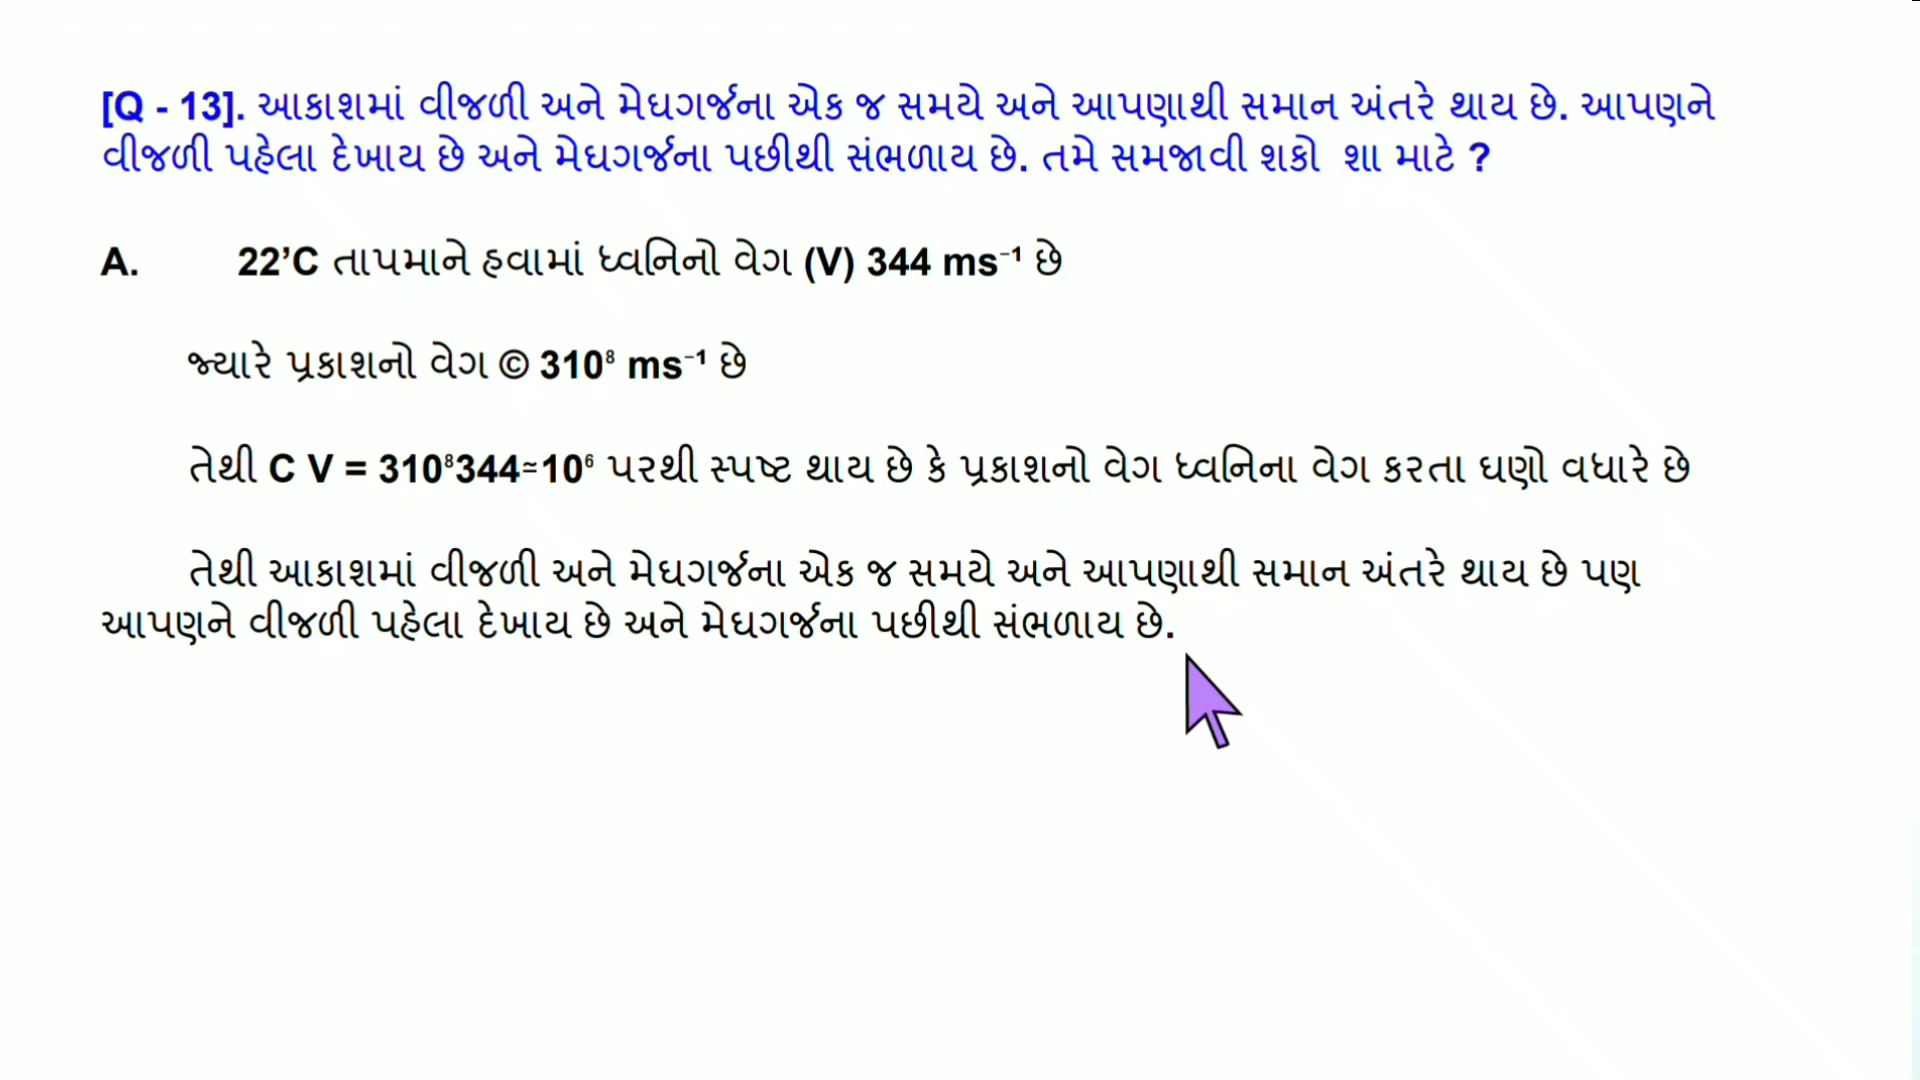 [Q - 13]. આકાશમાં વીજળી અને મેઘગર્જના એક જ સમયે અને આપણાથી સમાન અંતરે થાય છે. આપણને
વીજળી પહેલા દેખાય છે અને મેઘગર્જના પછીથી સંભળાય છે. તમે સમજાવી શકો શા માટે ?
A. 22’C તાપમાને હવામાં ધ્વનિનો વેગ (V) 344 ms⁻¹ છે
જ્યારે પ્રકાશનો વેગ © 310⁸ ms⁻¹ છે
તેથી C V = 310⁸344≃10⁶ પરથી સ્પષ્ટ થાય છે કે પ્રકાશનો વેગ ધ્વનિના વેગ કરતા ઘણો વધારે છે
તેથી આકાશમાં વીજળી અને મેઘગર્જના એક જ સમયે અને આપણાથી સમાન અંતરે થાય છે પણ
આપણને વીજળી પહેલા દેખાય છે અને મેઘગર્જના પછીથી સંભળાય છે.